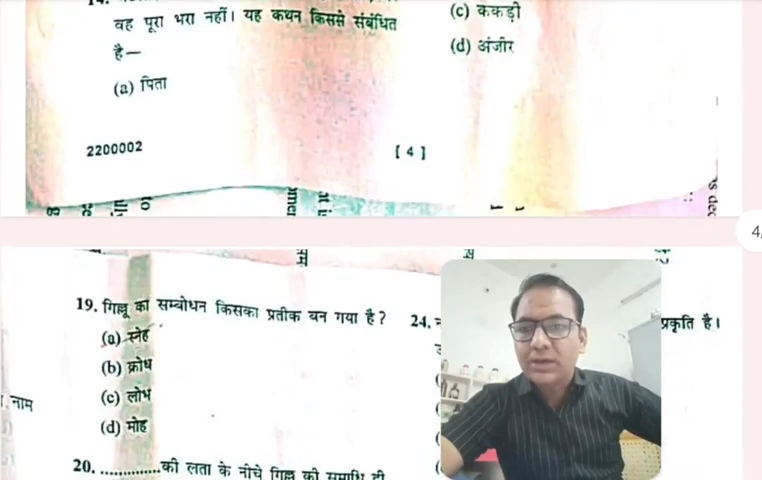 वह पूरा भरा नहीं। यह कथन किससे संबंधित
है—
(a) पिता
(c) ककड़ी
(d) अंजीर
2200002
[ 4 ]
19. गिल्लू का सम्बोधन किसका प्रतीक बन गया है ?
(a) स्नेह
(b) क्रोध
(c) लोभ
(d) मोह
20. ..............की लता के नीचे गिल्लू की समाधि दी
24.
प्रकृति है।
नाम